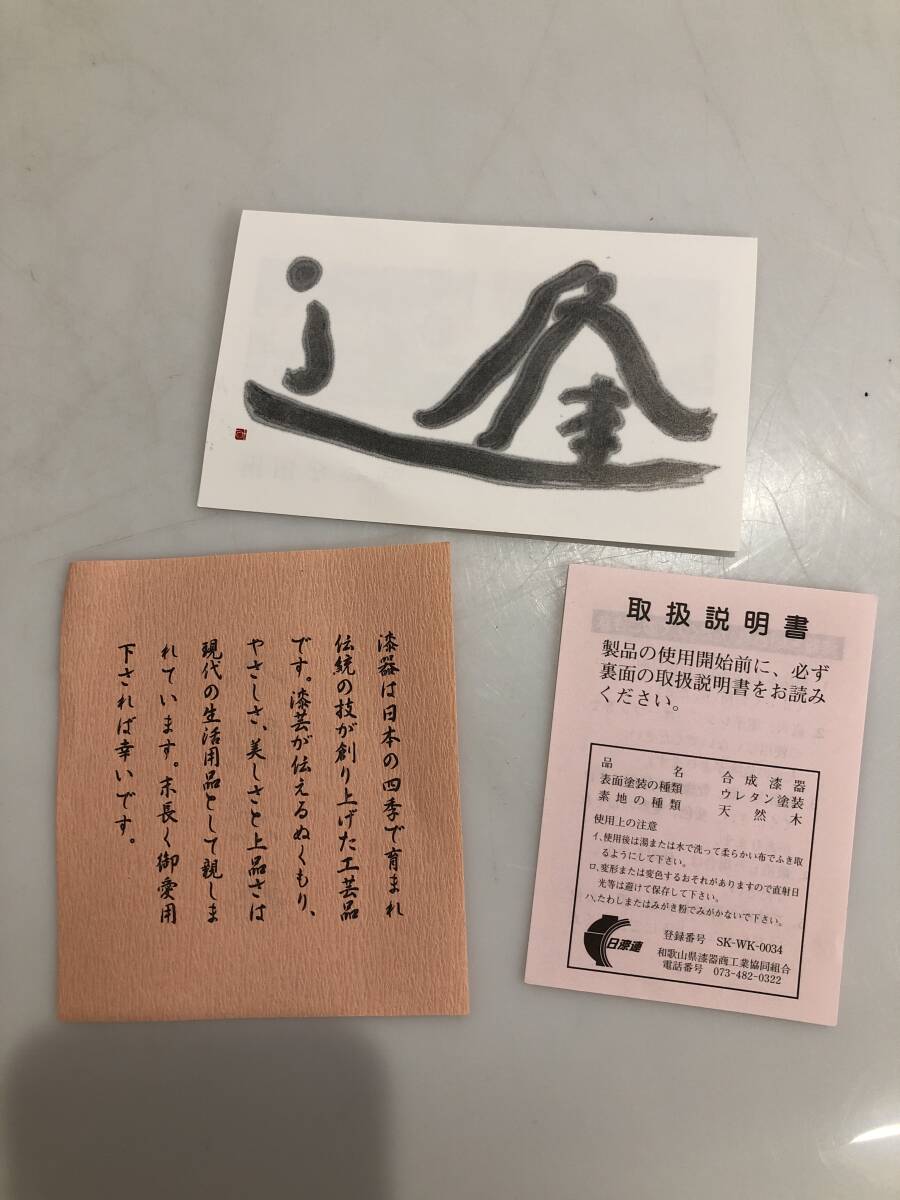 漆器は日本の四季で育まれ
伝統の技が創り上げた工芸品
です。漆芸が伝えるぬくもり、
やさしさ、美しさと上品さは
現代の生活用品として親しま
れています。末長く御愛用
下されば幸いです。
取扱説明書
製品の使用開始前に、必ず
裏面の取扱説明書をお読み
ください。
品名 合成漆器
表面塗装の種類 ウレタン塗装
素地の種類 天然木
使用上の注意
イ、使用後は湯または水で洗って柔らかい布でふき取
るようにして下さい。
ロ、変形または変色するおそれがありますので直射日
光等は避けて保存して下さい。
ハ、たわしまたはみがき粉でみがかないで下さい。
日漆連
登録番号 SK-WK-0034
和歌山県漆器商工業協同組合
電話番号 073-482-0322